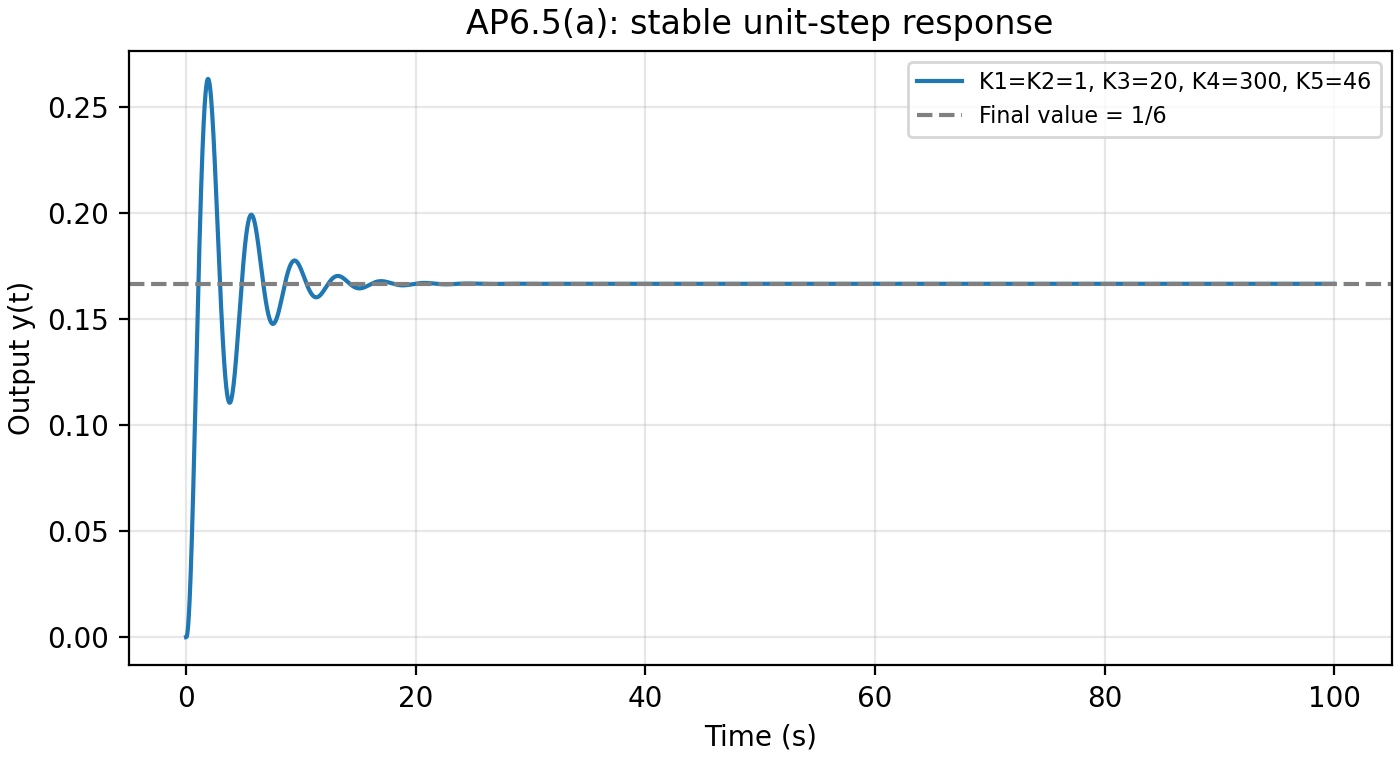 AP6.5(a): stable unit-step response
K1=K2=1, K3=20, K4=300, K5=46
Final value = 1/6
Output y(t)
0.25
0.20
0.15
0.10
0.05
0.00
0 20 40 60 80 100
Time (s)